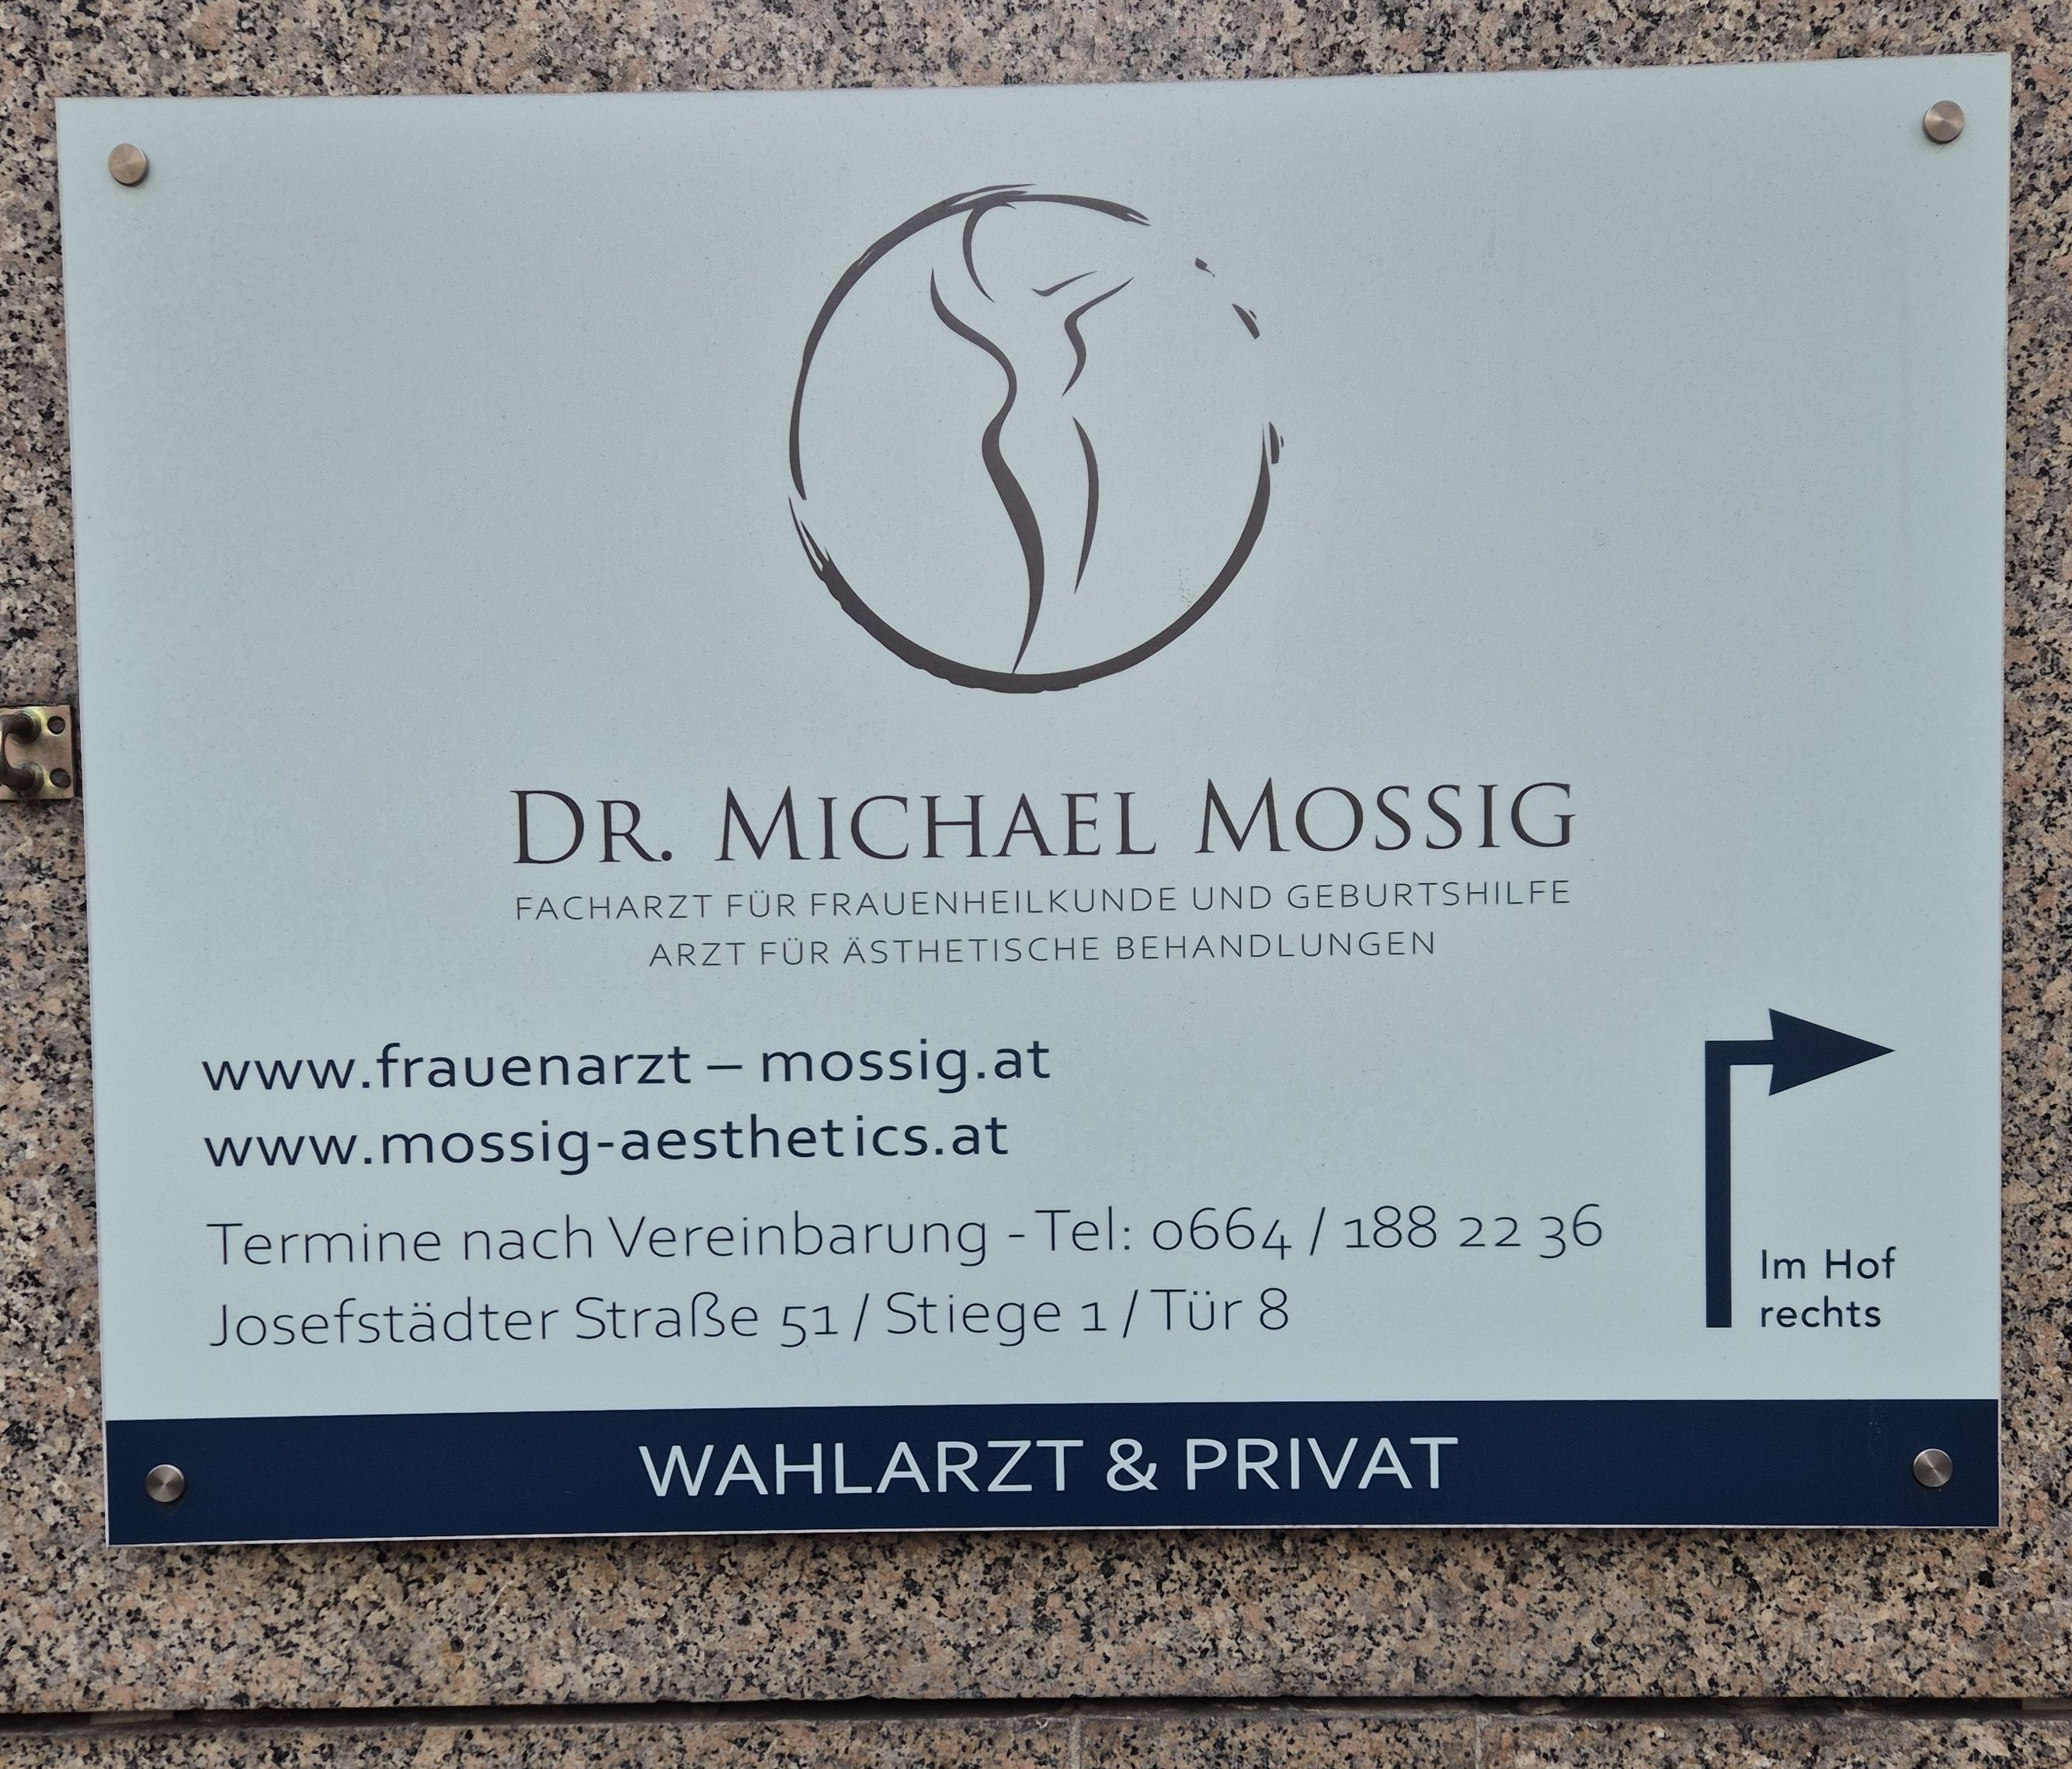 DR. MICHAEL MOSSIG
FACHARZT FÜR FRAUENHEILKUNDE UND GEBURTSHILFE
ARZT FÜR ÄSTHETISCHE BEHANDLUNGEN
www.frauenarzt – mossig.at
www.mossig-aesthetics.at
Termine nach Vereinbarung - Tel: 0664 / 188 22 36
Josefstädter Straße 51 / Stiege 1 / Tür 8
Im Hof
rechts
WAHLARZT & PRIVAT